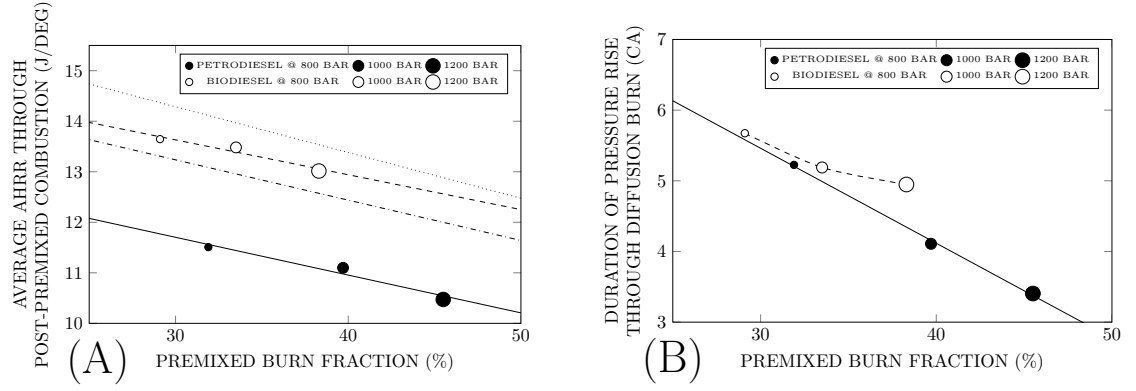 AVERAGE AHRR THROUGH
POST-PREMIXED COMBUSTION (J/DEG)
15
14
13
12
11
10
PETRODIESEL @ 800 BAR 1000 BAR 1200 BAR
BIODIESEL @ 800 BAR 1000 BAR 1200 BAR
30 40 50
PREMIXED BURN FRACTION (%)
(A)
DURATION OF PRESSURE RISE
THROUGH DIFFUSION BURN (CA)
7
6
5
4
3
PETRODIESEL @ 800 BAR 1000 BAR 1200 BAR
BIODIESEL @ 800 BAR 1000 BAR 1200 BAR
30 40 50
PREMIXED BURN FRACTION (%)
(B)